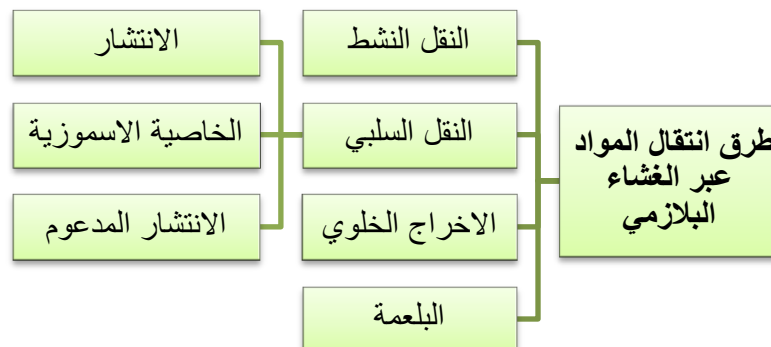 طرق انتقال المواد
عبر الغشاء
البلازمي
النقل النشط
النقل السلبي
الاخراج الخلوي
البلعمة
الانتشار
الخاصية الاسموزية
الانتشار المدعوم